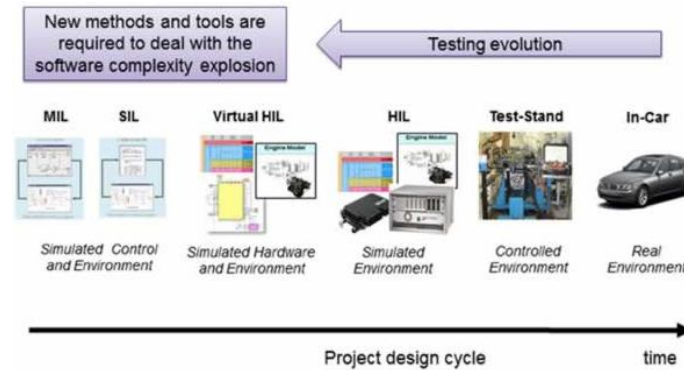 New methods and tools are
required to deal with the
software complexity explosion
Testing evolution
MIL
SIL
Virtual HIL
HIL
Test-Stand
In-Car
Engine Model
Engine Model
Simulated Control
and Environment
Simulated Hardware
and Environment
Simulated
Environment
Controlled
Environment
Real
Environment
Project design cycle
time